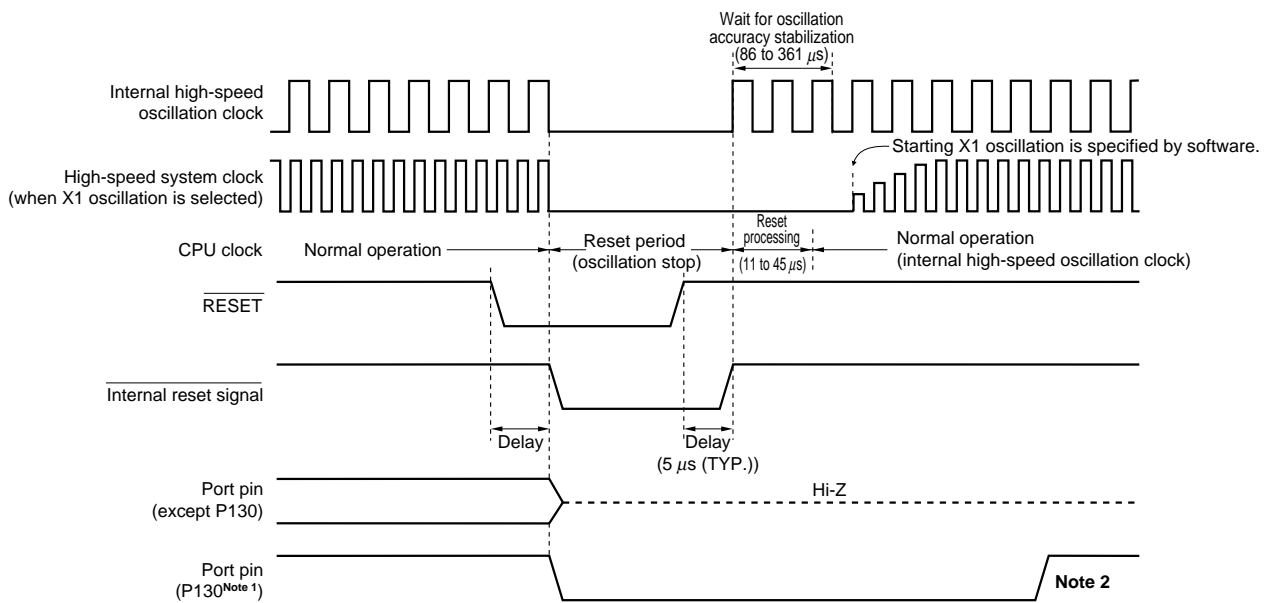 Wait for oscillation
accuracy stabilization
(86 to 361 μs)
Internal high-speed
oscillation clock
Starting X1 oscillation is specified by software.
High-speed system clock
(when X1 oscillation is selected)
CPU clock
Normal operation
Reset period
(oscillation stop)
Reset
processing
(11 to 45 μs)
Normal operation
(internal high-speed oscillation clock)
RESET
Internal reset signal
Delay
Delay
(5 μs (TYP.))
Port pin
(except P130)
Hi-Z
Port pin
(P130Note 1)
Note 2